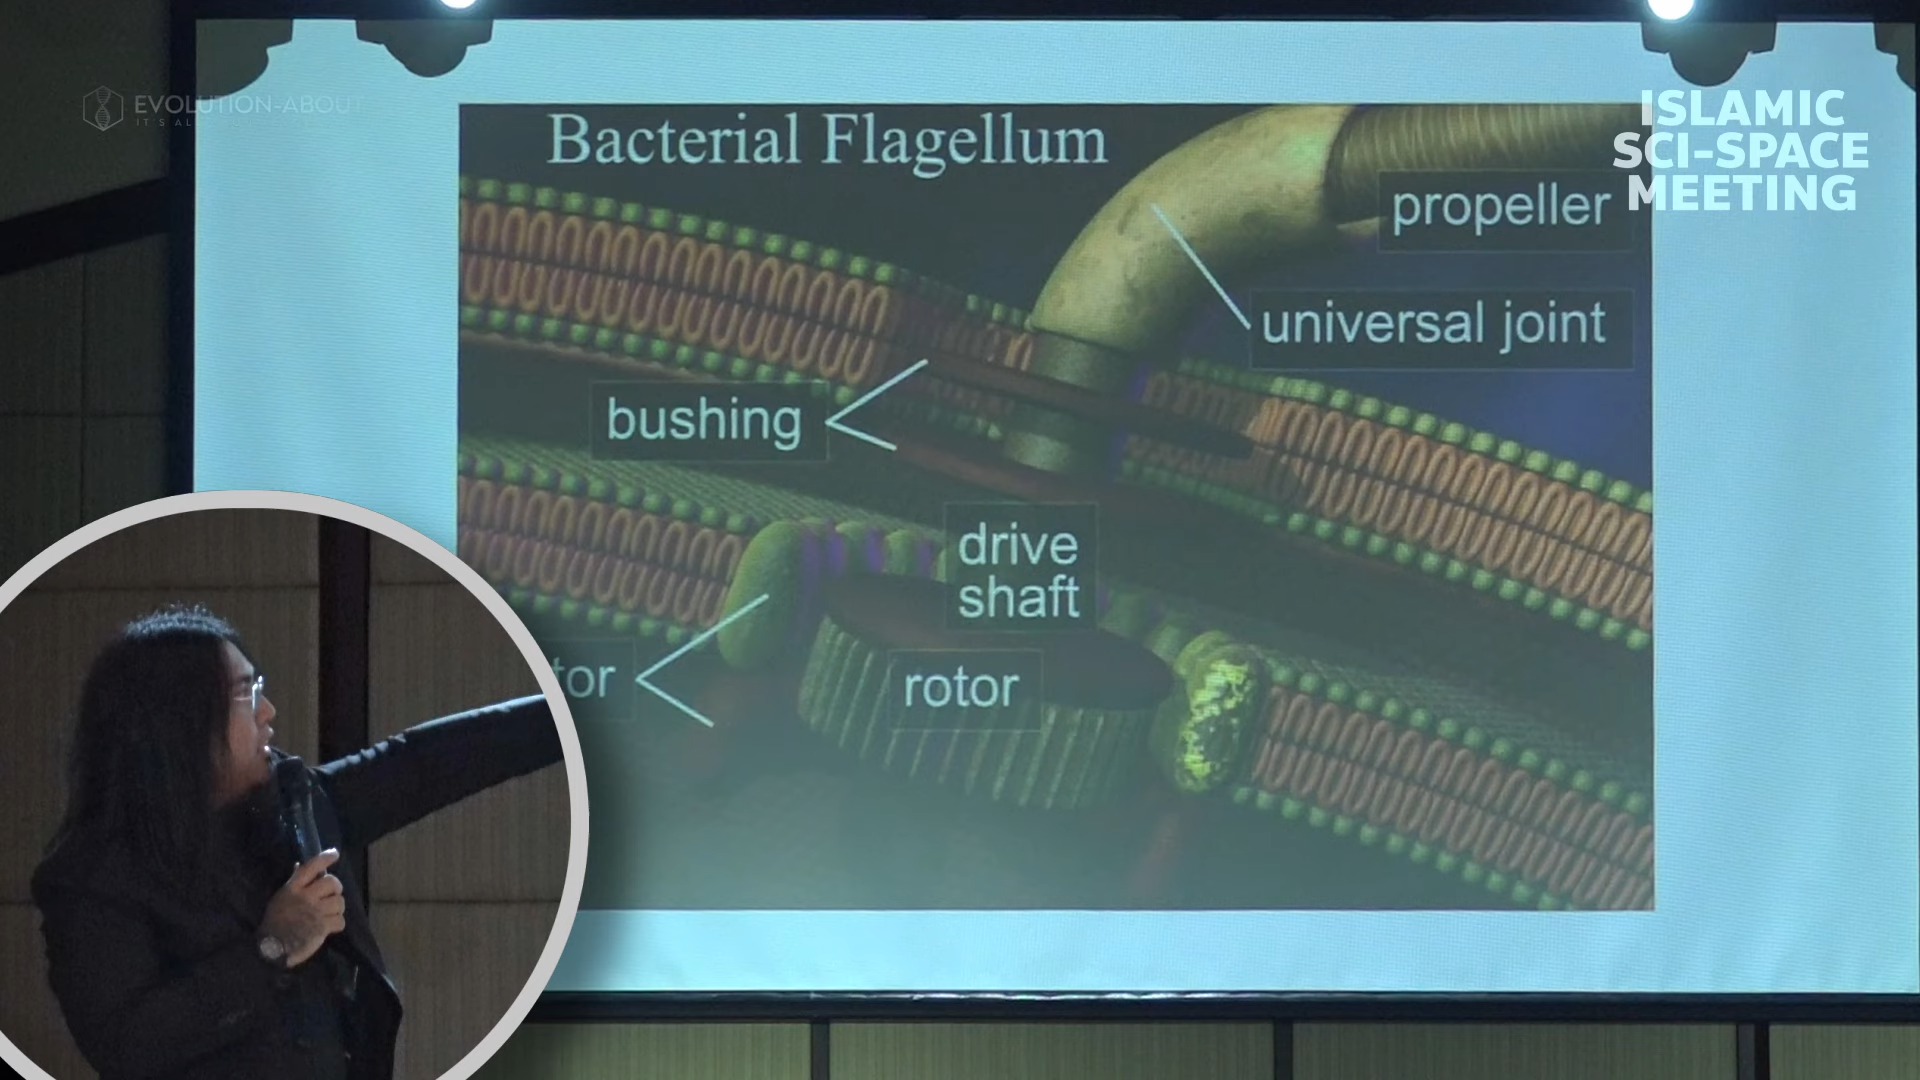 EVOLUTION-ABOUT
ISLAMIC
SCI-SPACE
MEETING
Bacterial Flagellum
propeller
universal joint
bushing
drive
shaft
tor
rotor